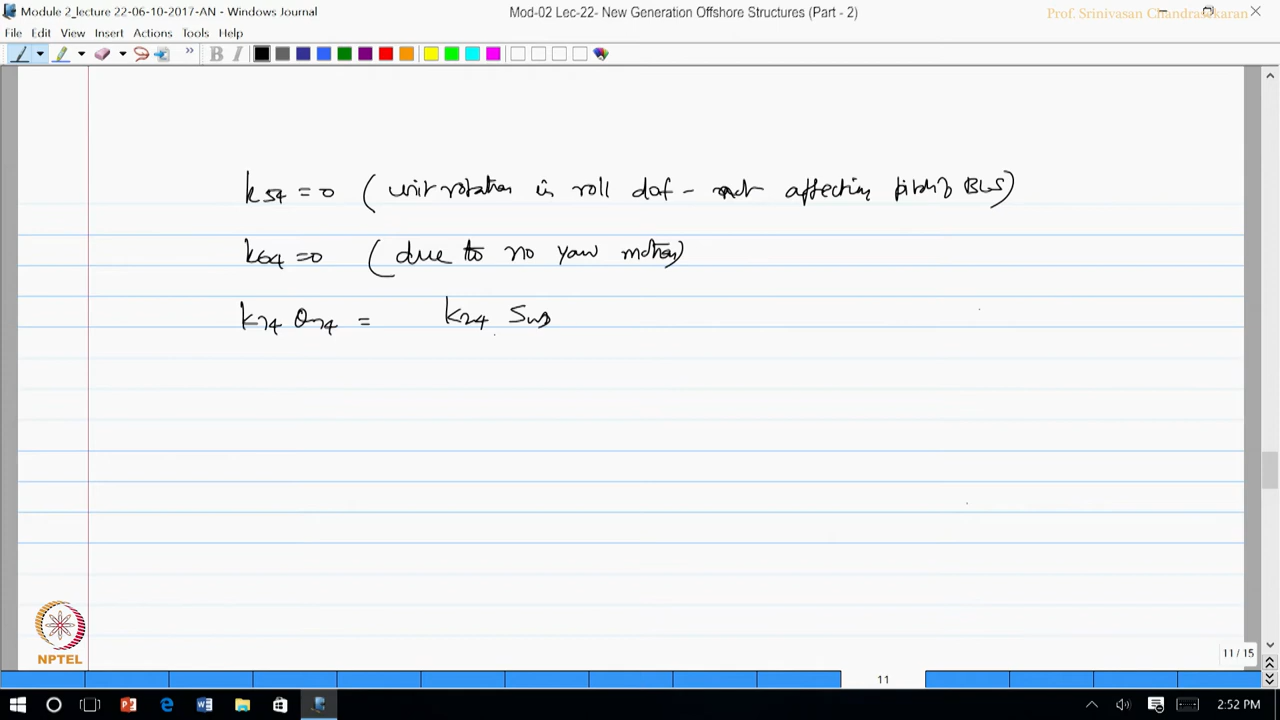 Module 2_lecture 22-06-10-2017-AN - Windows Journal
Mod-02 Lec-22- New Generation Offshore Structures (Part - 2)
Prof. Srinivasan Chandrasekaran
File Edit View Insert Actions Tools Help
k54 = 0 (unit rotation in roll dof - not affecting pitch BLS)
k64 = 0 (due to no yaw motion)
k74 θ74 = k24 Swb
NPTEL
11 / 15
11
2:52 PM